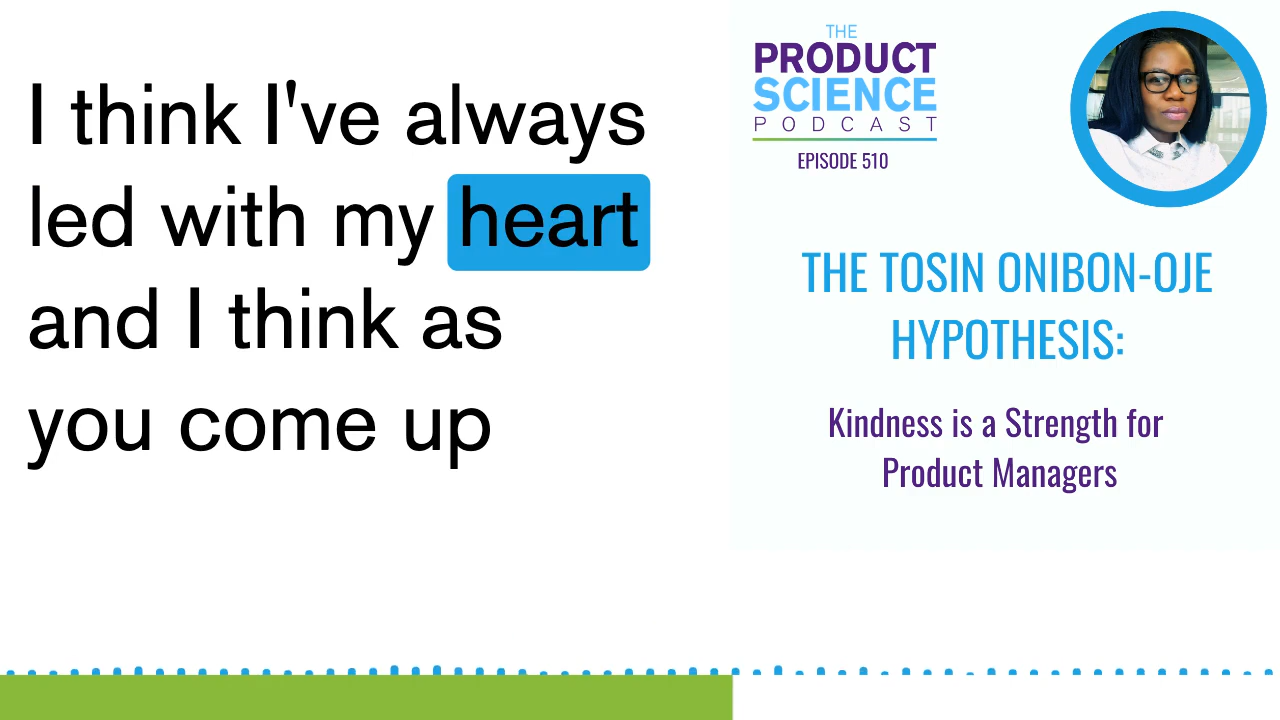 I think I've always
led with my heart
and I think as
you come up
THE
PRODUCT
SCIENCE
PODCAST
EPISODE 510
THE TOSIN ONIBON-OJE
HYPOTHESIS:
Kindness is a Strength for
Product Managers